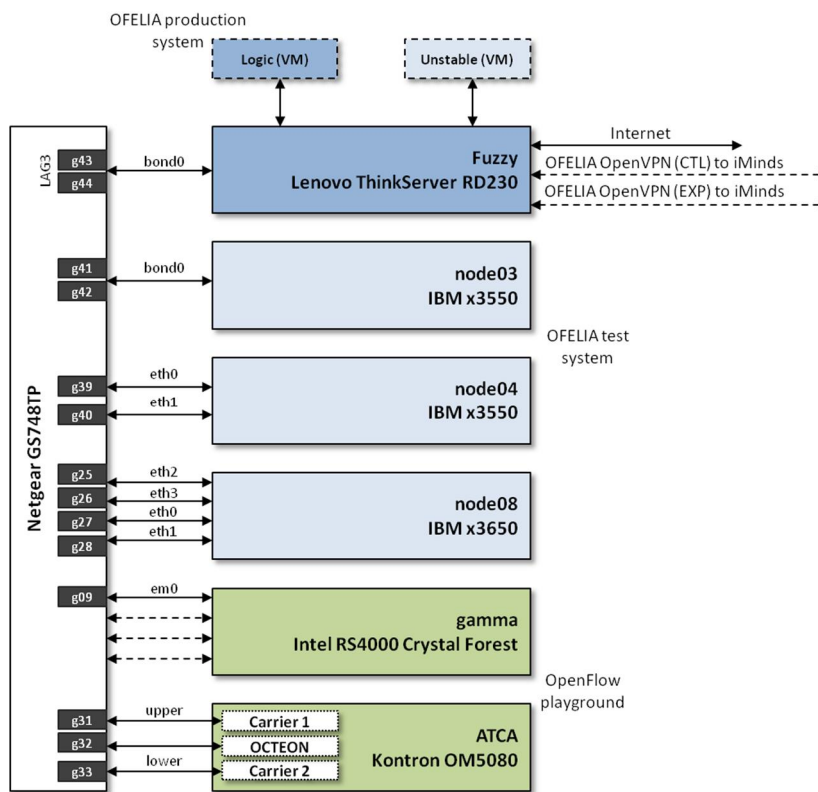 OFELIA production
system
Logic (VM)
Unstable (VM)
Netgear GS748TP
LAG3
g43
g44
bond0
Fuzzy
Lenovo ThinkServer RD230
Internet
OFELIA OpenVPN (CTL) to iMinds
OFELIA OpenVPN (EXP) to iMinds
g41
g42
bond0
node03
IBM x3550
OFELIA test
system
g39
g40
eth0
eth1
node04
IBM x3550
g25
g26
g27
g28
eth2
eth3
eth0
eth1
node08
IBM x3650
g09
em0
gamma
Intel RS4000 Crystal Forest
OpenFlow
playground
g31
g32
g33
upper
lower
Carrier 1
OCTEON
Carrier 2
ATCA
Kontron OM5080